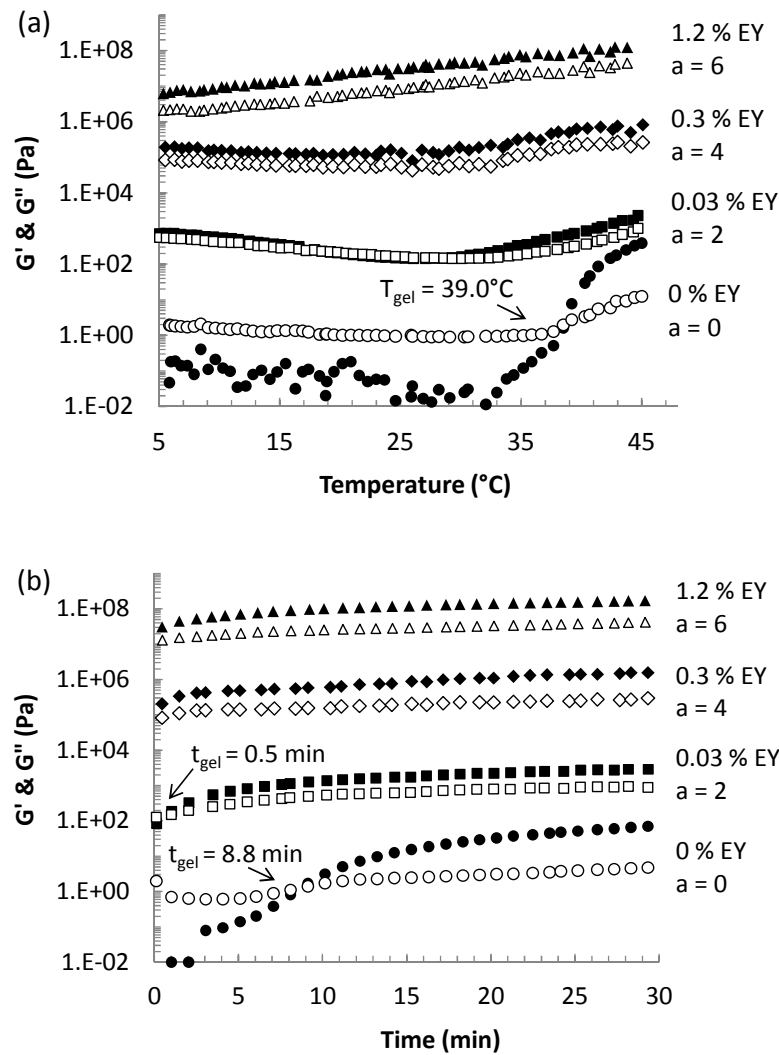 (a)
1.E+08
1.E+06
1.E+04
1.E+02
1.E+00
1.E-02
G' & G" (Pa)
1.2 % EY
a = 6
0.3 % EY
a = 4
0.03 % EY
a = 2
0 % EY
a = 0
Tgel = 39.0°C
5 15 25 35 45
Temperature (°C)
(b)
1.E+08
1.E+06
1.E+04
1.E+02
1.E+00
1.E-02
G' & G" (Pa)
1.2 % EY
a = 6
0.3 % EY
a = 4
tgel = 0.5 min
0.03 % EY
a = 2
tgel = 8.8 min
0 % EY
a = 0
0 5 10 15 20 25 30
Time (min)